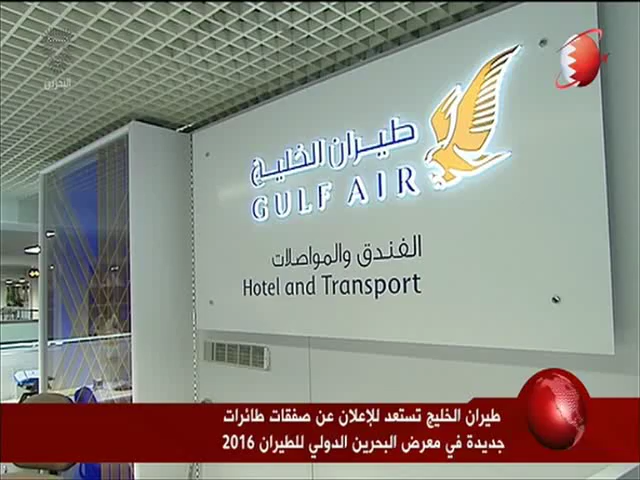 البحرين
طيران الخليج
GULF AIR
الفندق والمواصلات
Hotel and Transport
طيران الخليج تستعد للإعلان عن صفقات طائرات
جديدة في معرض البحرين الدولي للطيران 2016